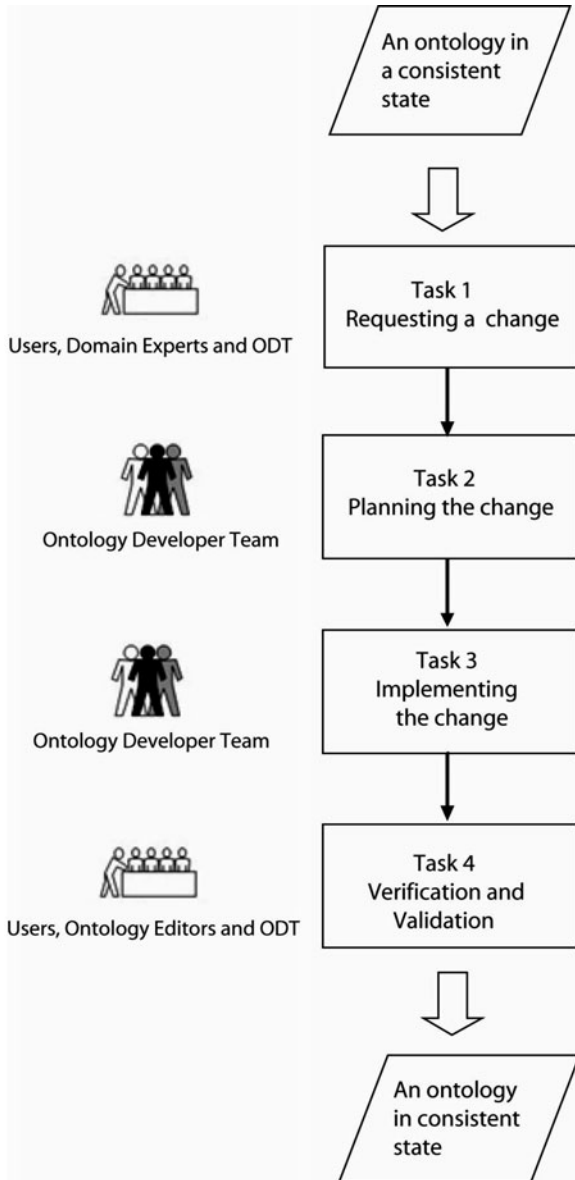 An ontology in
a consistent
state
Task 1
Requesting a change
Users, Domain Experts and ODT
Task 2
Planning the change
Ontology Developer Team
Task 3
Implementing
the change
Ontology Developer Team
Task 4
Verification and
Validation
Users, Ontology Editors and ODT
An ontology
in consistent
state